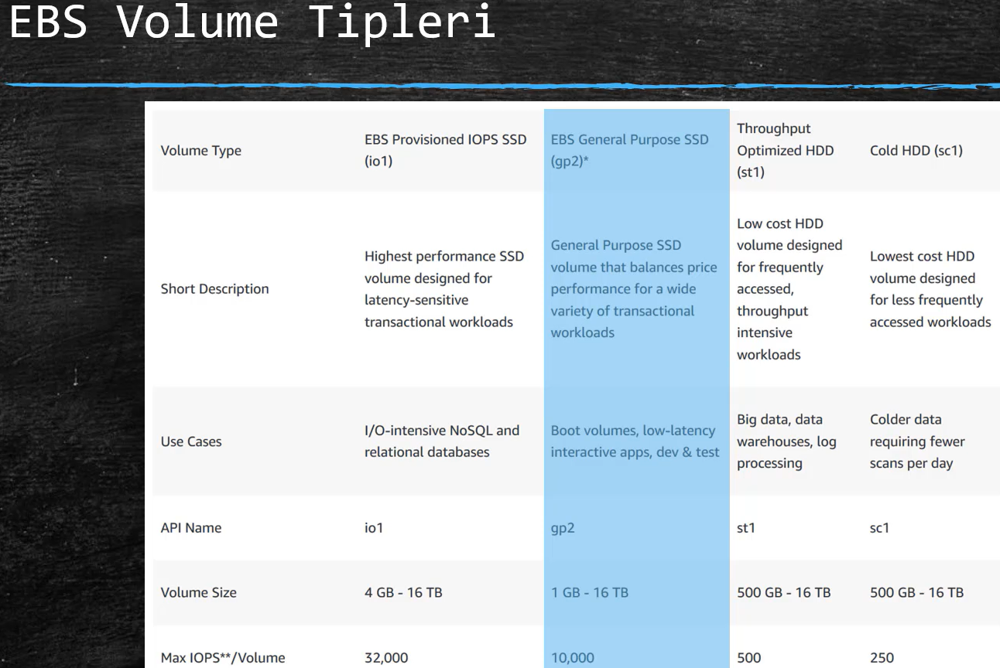 EBS Volume Tipleri
Volume Type
EBS Provisioned IOPS SSD
(io1)
EBS General Purpose SSD
(gp2)*
Throughput
Optimized HDD
(st1)
Cold HDD (sc1)
Short Description
Highest performance SSD
volume designed for
latency-sensitive
transactional workloads
General Purpose SSD
volume that balances price
performance for a wide
variety of transactional
workloads
Low cost HDD
volume designed
for frequently
accessed,
throughput
intensive
workloads
Lowest cost HDD
volume designed
for less frequently
accessed workloads
Use Cases
I/O-intensive NoSQL and
relational databases
Boot volumes, low-latency
interactive apps, dev & test
Big data, data
warehouses, log
processing
Colder data
requiring fewer
scans per day
API Name
io1
gp2
st1
sc1
Volume Size
4 GB - 16 TB
1 GB - 16 TB
500 GB - 16 TB
500 GB - 16 TB
Max IOPS**/Volume
32,000
10,000
500
250